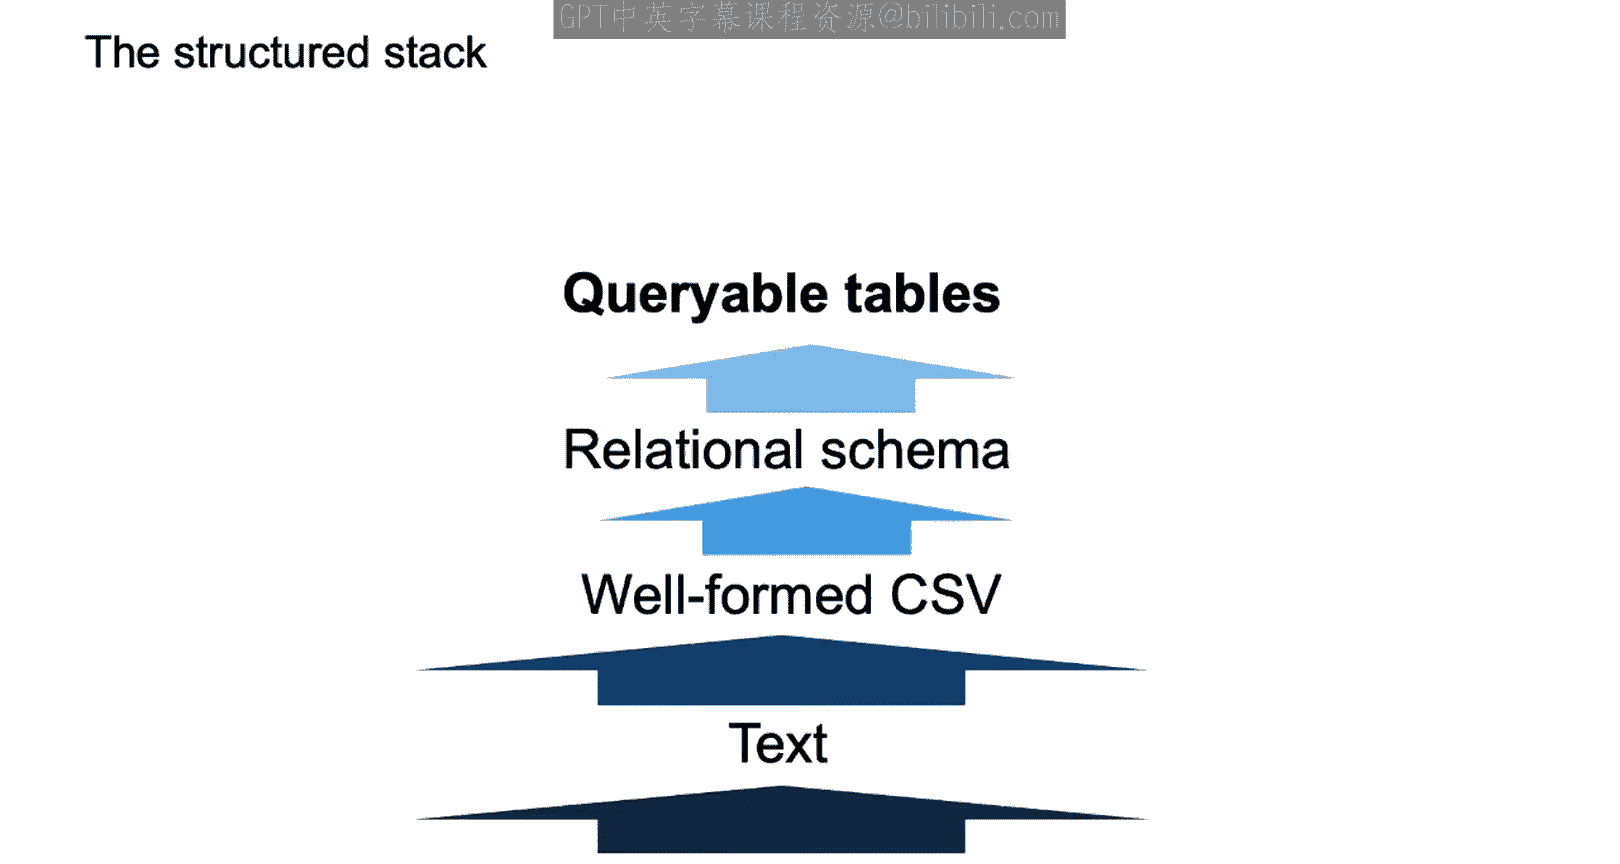 GPT中英字幕课程资源@bilibili.com
The structured stack
Queryable tables
Relational schema
Well-formed CSV
Text